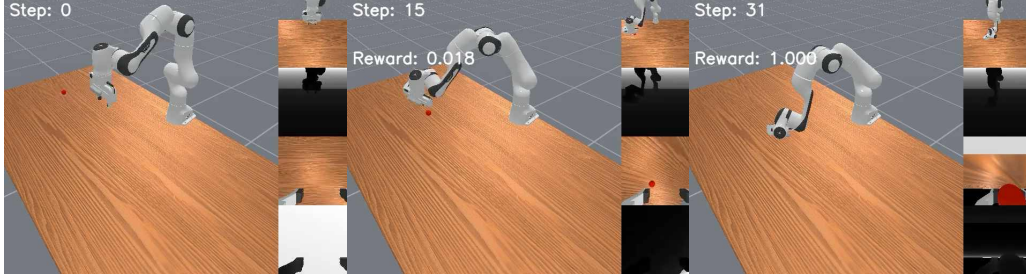 Step: 0
Step: 15
Reward: 0.018
Step: 31
Reward: 1.000